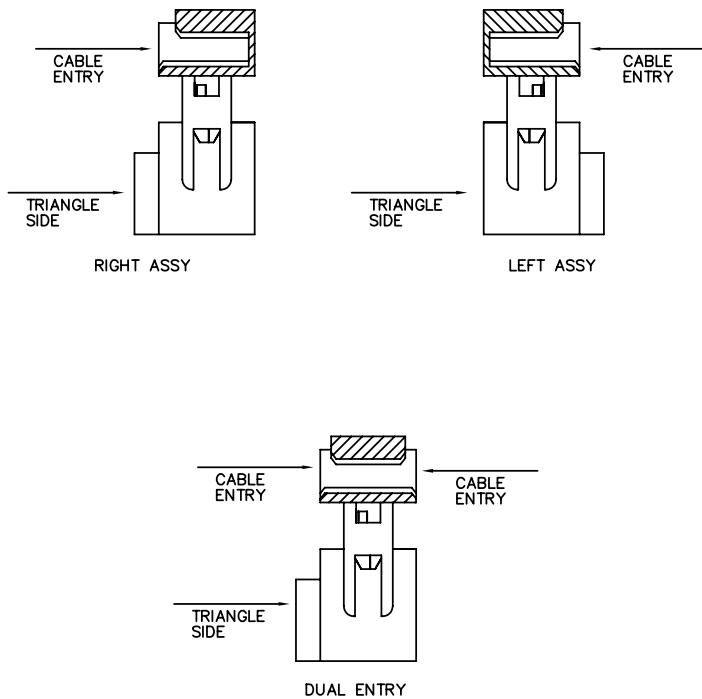 CABLE
ENTRY
TRIANGLE
SIDE
RIGHT ASSY
CABLE
ENTRY
TRIANGLE
SIDE
LEFT ASSY
CABLE
ENTRY
CABLE
ENTRY
TRIANGLE
SIDE
DUAL ENTRY